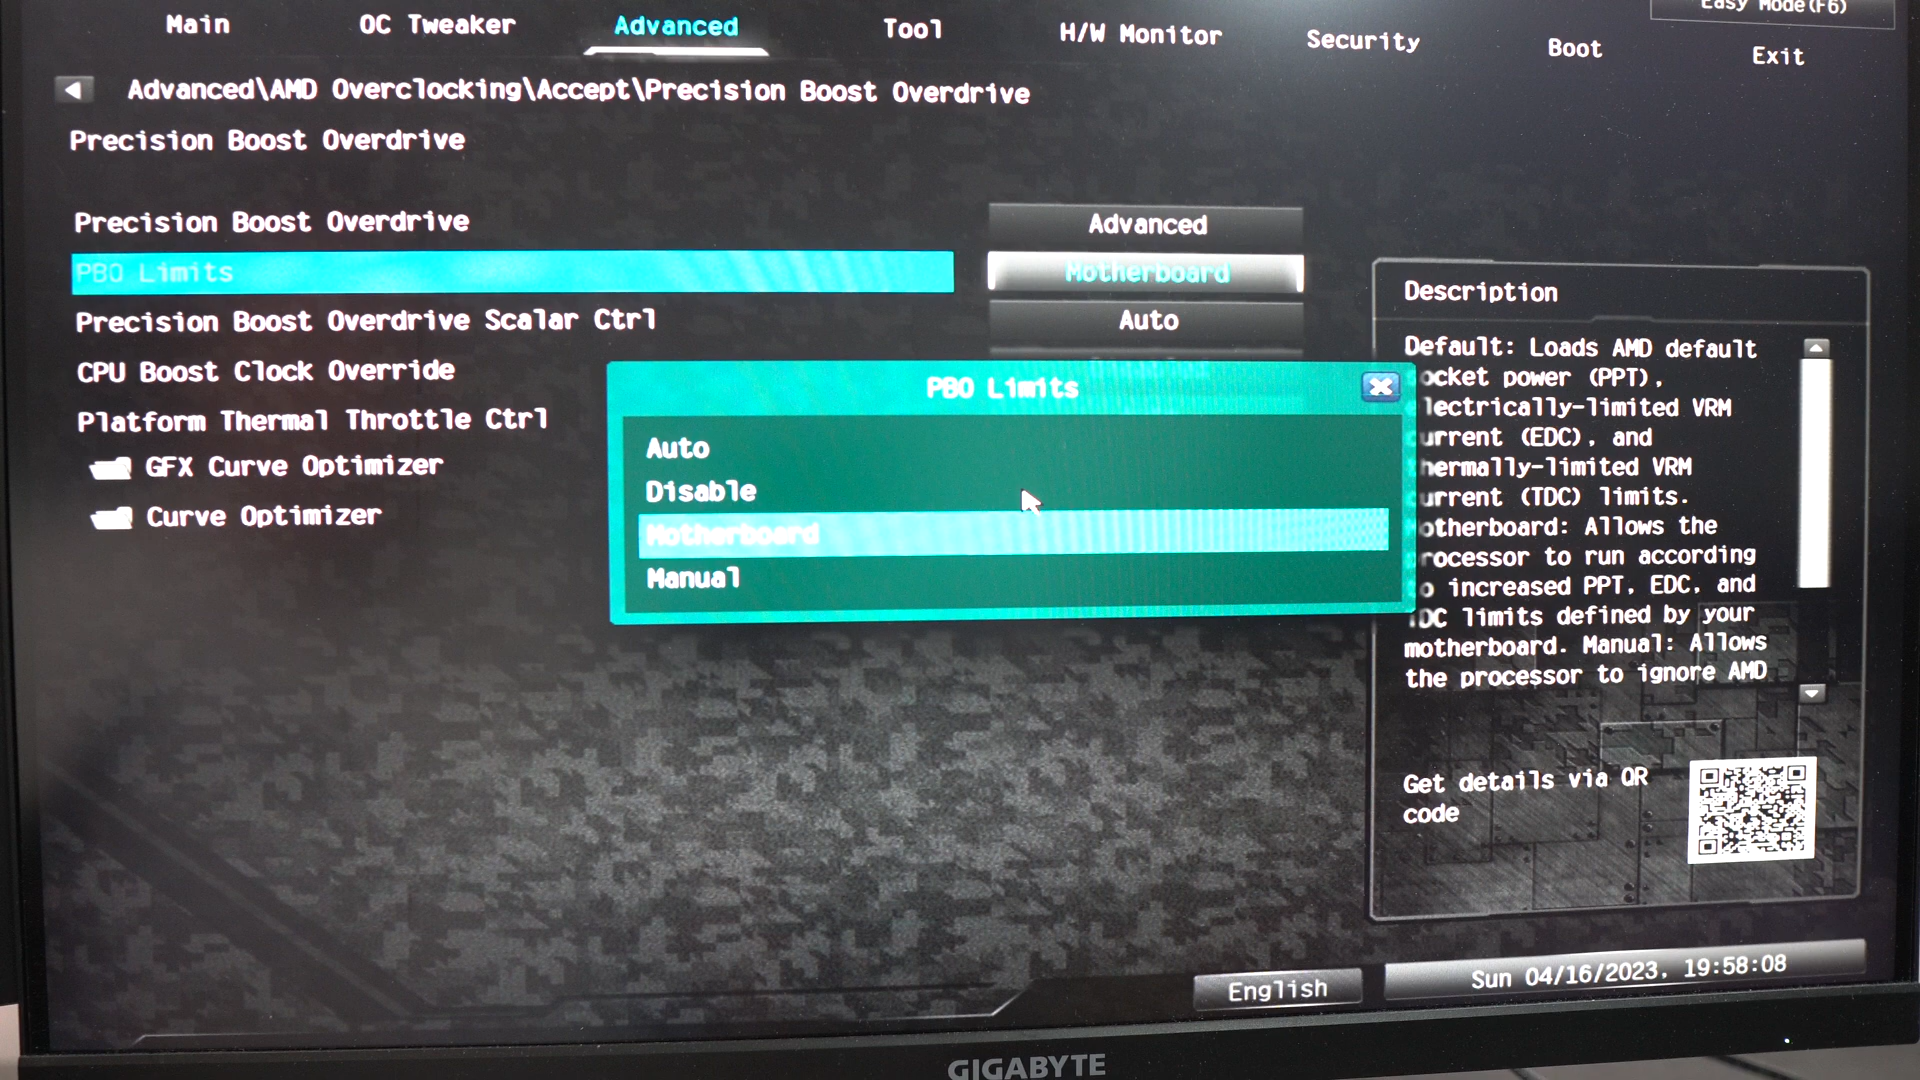 Easy Mode(F6)
Main
OC Tweaker
Advanced
Tool
H/W Monitor
Security
Boot
Exit
Advanced\AMD Overclocking\Accept\Precision Boost Overdrive
Precision Boost Overdrive
Precision Boost Overdrive
Advanced
PBO Limits
Motherboard
Precision Boost Overdrive Scalar Ctrl
Auto
CPU Boost Clock Override
Platform Thermal Throttle Ctrl
GFX Curve Optimizer
Curve Optimizer
PBO Limits
Auto
Disable
Motherboard
Manual
Description
Default: Loads AMD default
ocket power (PPT),
lectrically-limited VRM
urrent (EDC), and
hermally-limited VRM
urrent (TDC) limits.
otherboard: Allows the
rocessor to run according
o increased PPT, EDC, and
DC limits defined by your
motherboard. Manual: Allows
the processor to ignore AMD
Get details via QR
code
English
Sun 04/16/2023, 19:58:08
GIGABYTE